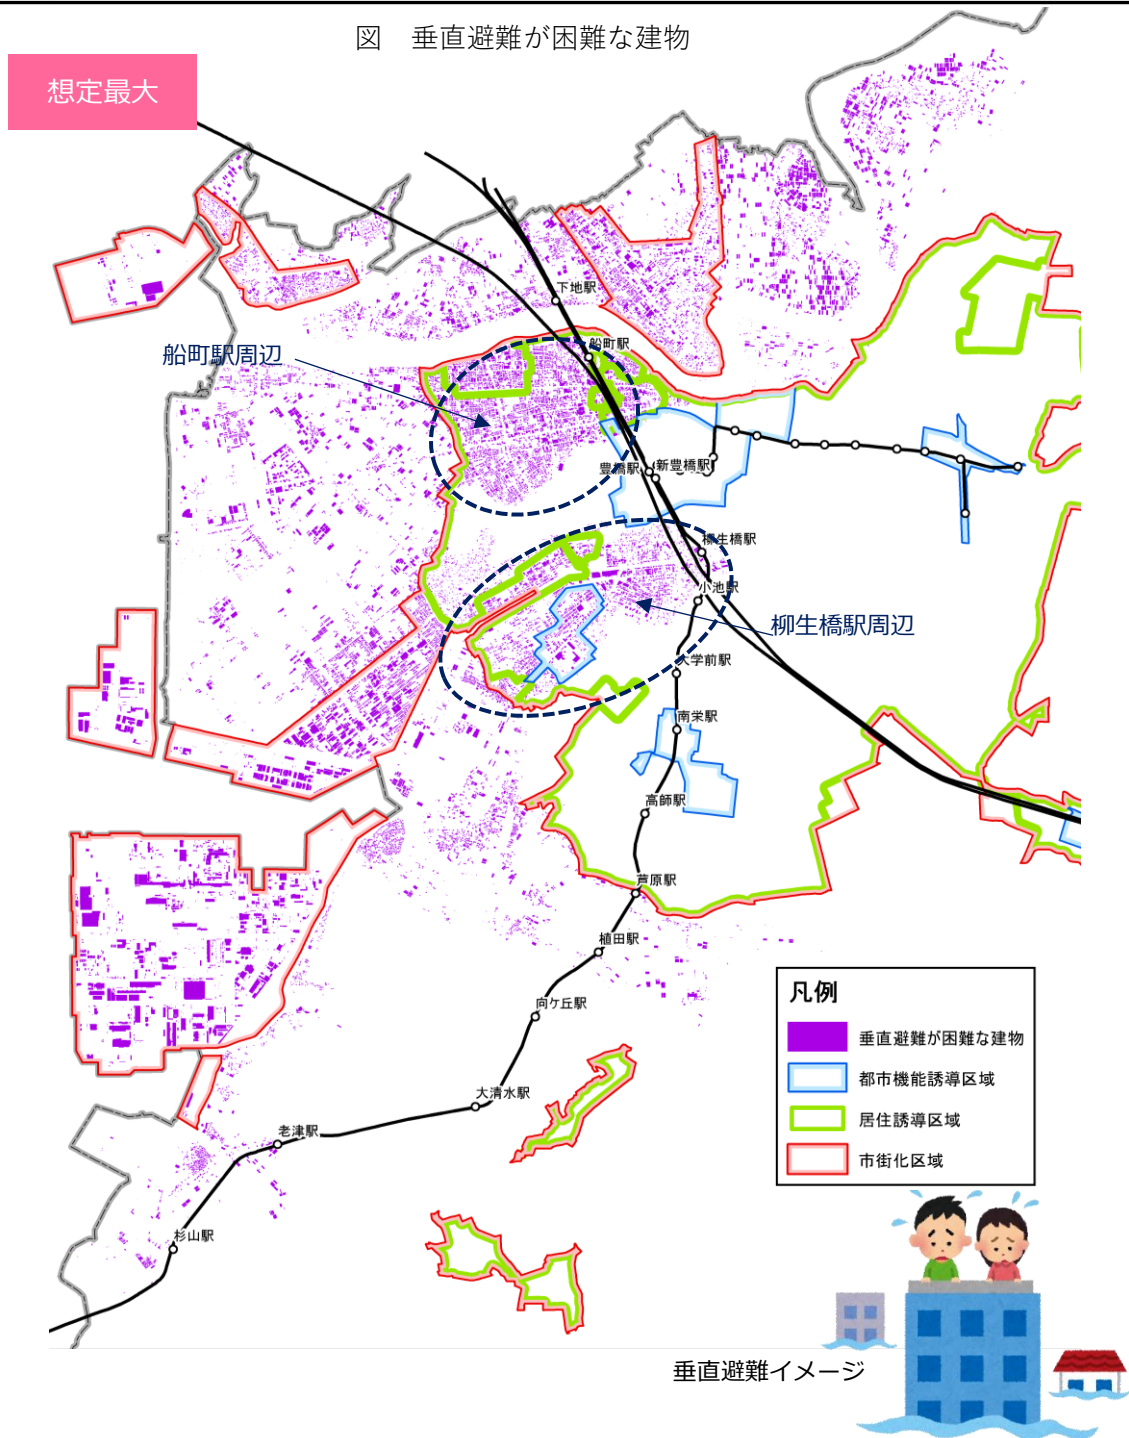 図　垂直避難が困難な建物
想定最大
下地駅
船町駅
船町駅周辺
豊橋駅
新豊橋駅
柳生橋駅
小池駅
柳生橋駅周辺
大学前駅
南栄駅
高師駅
芦原駅
植田駅
向ケ丘駅
大清水駅
老津駅
杉山駅
凡例
垂直避難が困難な建物
都市機能誘導区域
居住誘導区域
市街化区域
垂直避難イメージ